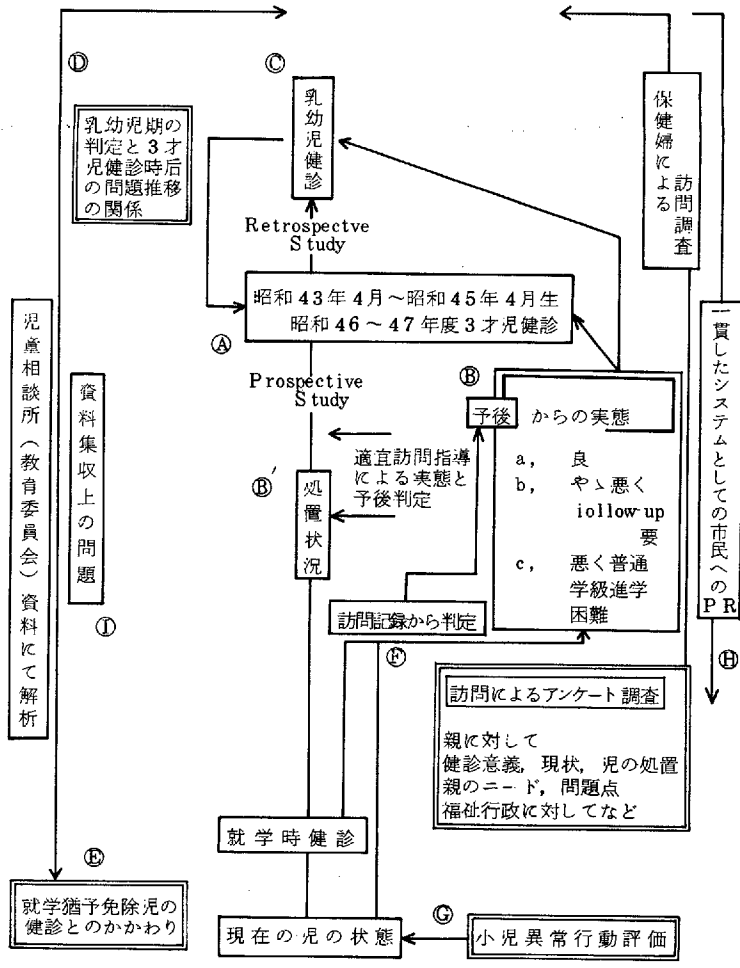 Ⓓ
Ⓒ
乳幼児健診
保健婦による
訪問調査
乳幼児期の
判定と3才
児健診時后
の問題推移
の関係
Retrospectve
Study
昭和43年4月〜昭和45年4月生
昭和46〜47年度3才児健診
Ⓐ
児童相談所(教育委員会)資料にて解析
資料集収上の問題
Ⓘ
Prospective
Study
Ⓑ
予後からの実態
a, 良
b, やゝ悪く
iollow-up
要
c, 悪く普通
学級進学
困難
一貫したシステムとしての市民へのPR
Ⓗ
Ⓑ′
処置状況
適宜訪問指導
による実態と
予後判定
訪問記録から判定
Ⓕ
訪問によるアンケート調査
親に対して
健診意義,現状,児の処置
親のニード,問題点
福祉行政に対してなど
就学時健診
Ⓔ
就学猶予免除児の
健診とのかかわり
現在の児の状態
Ⓖ
小児異常行動評価